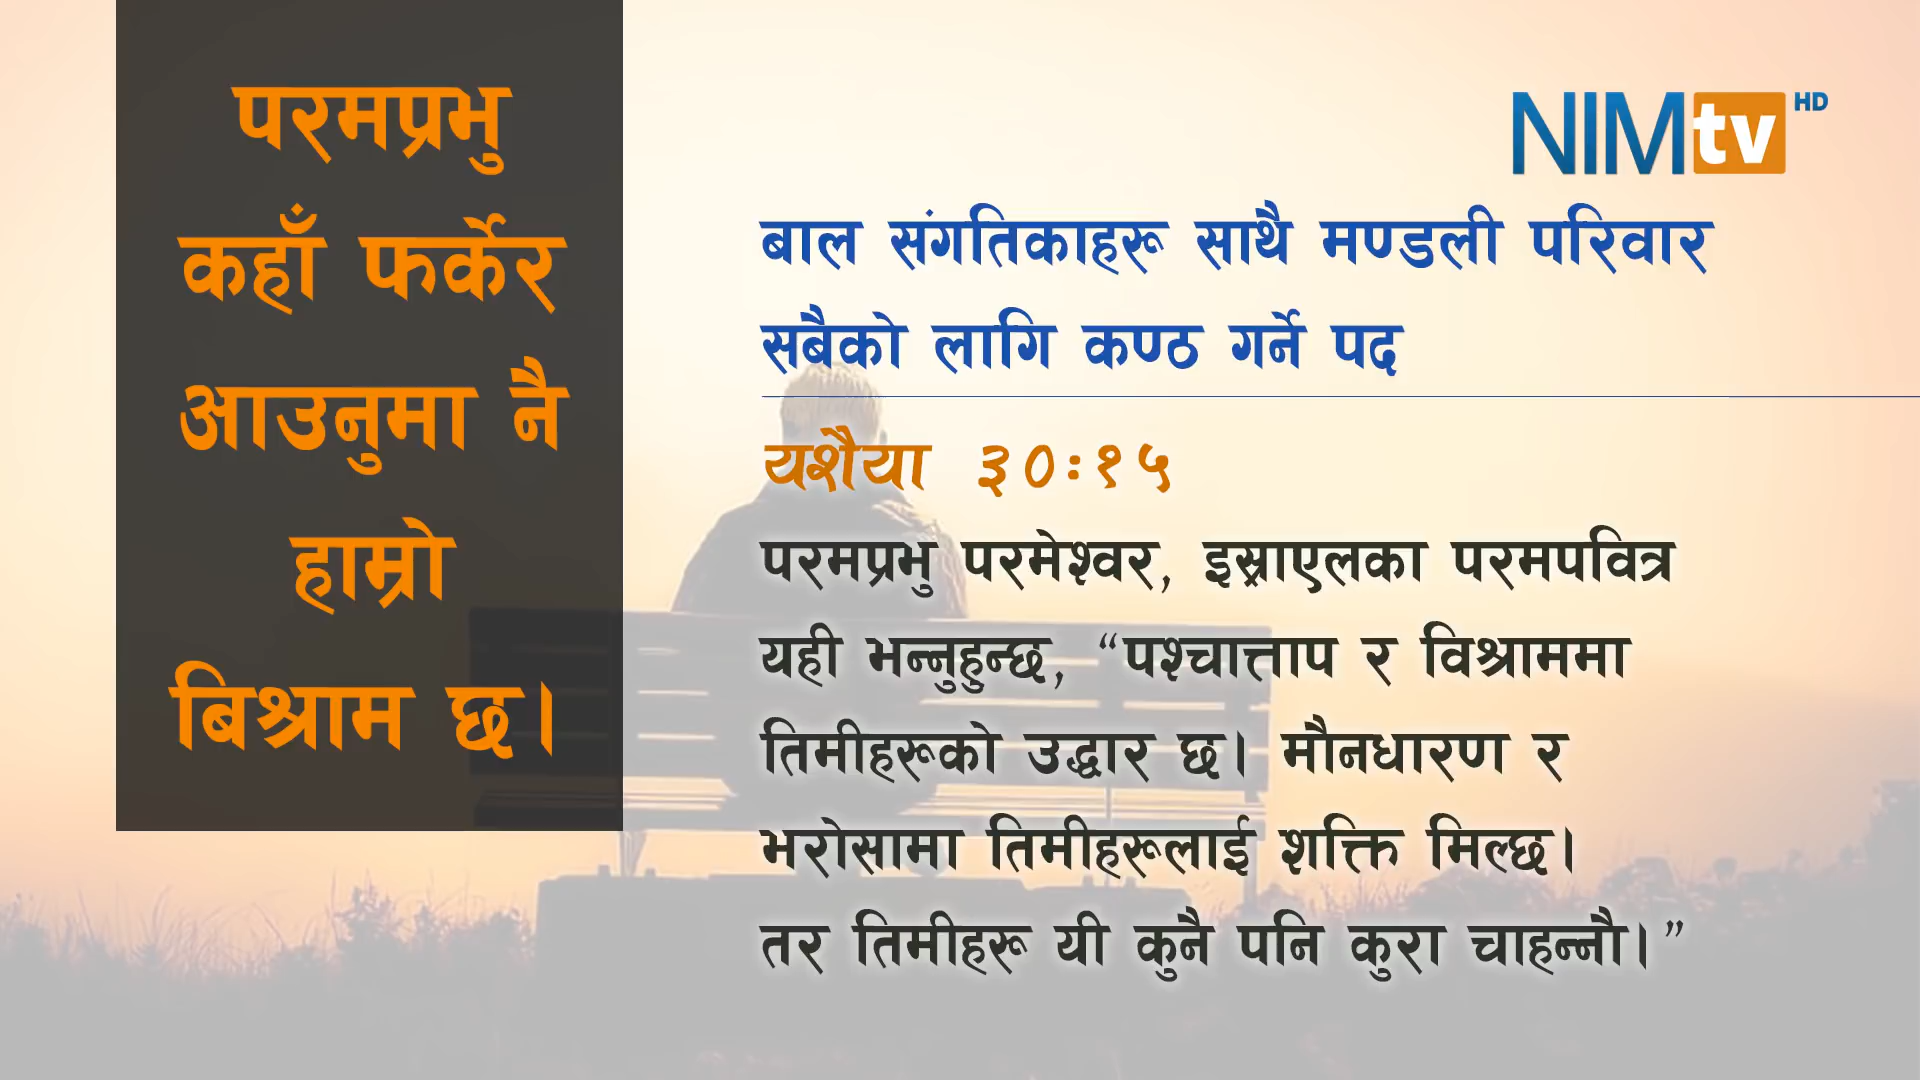 परमप्रभु
कहाँ फर्केर
आउनुमा नै
हाम्रो
बिश्राम छ।
NIMtv HD
बाल संगतिकाहरू साथै मण्डली परिवार
सबैको लागि कण्ठ गर्ने पद
यशैया ३०:१५
परमप्रभु परमेश्वर, इस्राएलका परमपवित्र
यही भन्नुहुन्छ, “पश्चात्ताप र विश्राममा
तिमीहरूको उद्धार छ। मौनधारण र
भरोसामा तिमीहरूलाई शक्ति मिल्छ।
तर तिमीहरू यी कुनै पनि कुरा चाहन्नौ।”